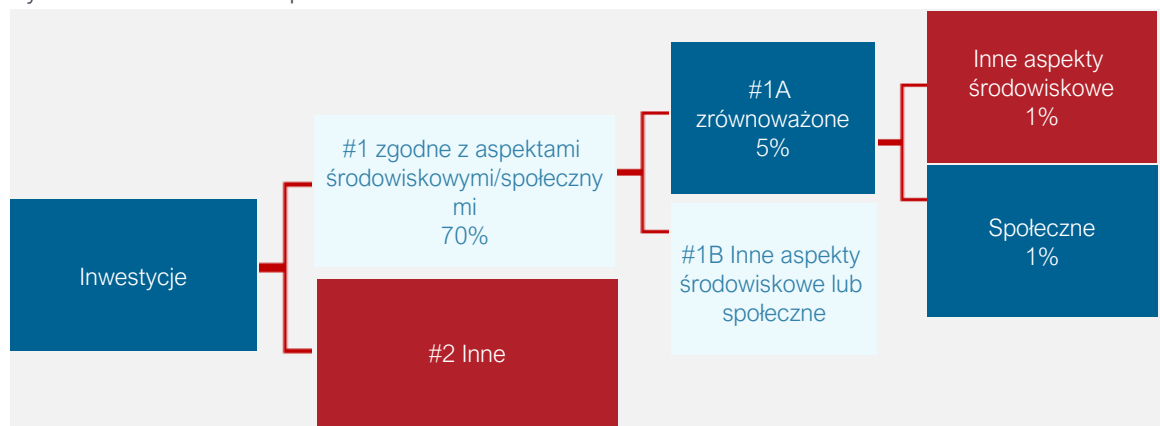 Inwestycje
#1 zgodne z aspektami
środowiskowymi/społeczny
mi
70%
#2 Inne
#1A
zrównoważone
5%
#1B Inne aspekty
środowiskowe lub
społeczne
Inne aspekty
środowiskowe
1%
Społeczne
1%